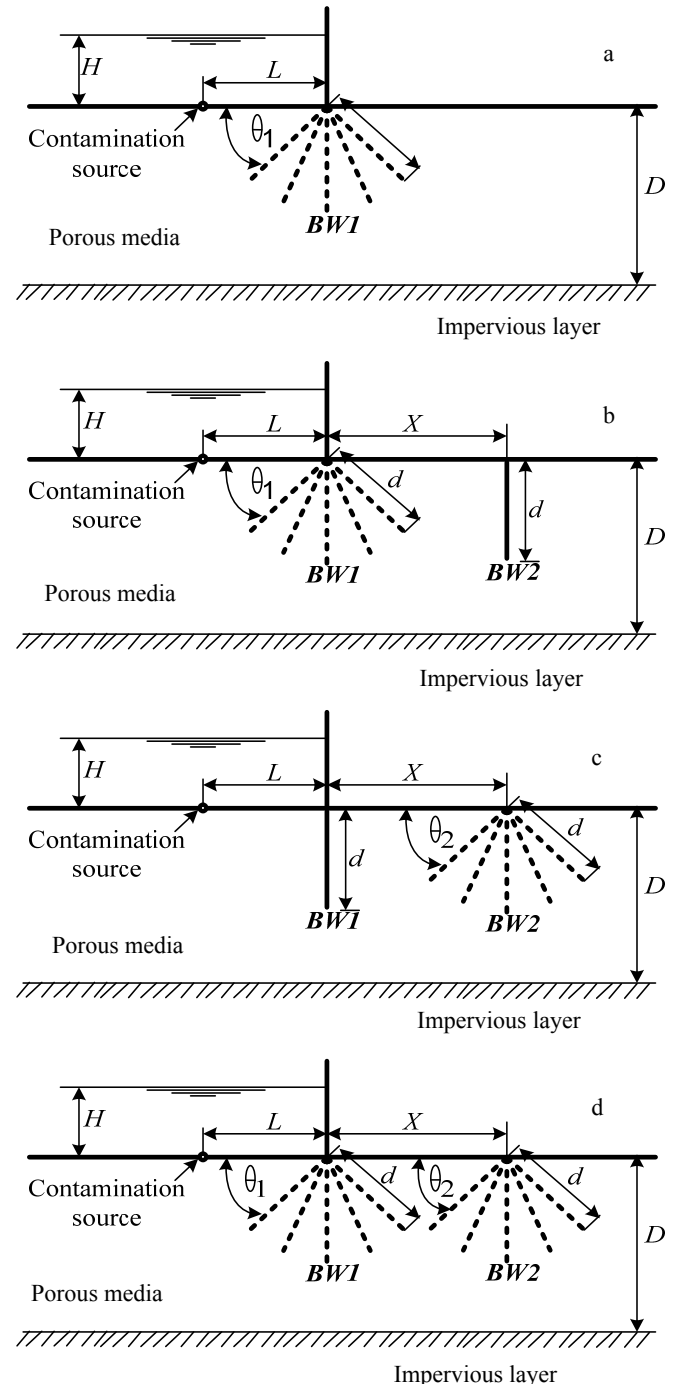 a
H
L
Contamination
source
θ1
D
BW1
Porous media
Impervious layer
b
H
L
X
Contamination
source
θ1
d
d
D
BW1
BW2
Porous media
Impervious layer
c
H
L
X
Contamination
source
d
θ2
d
D
BW1
BW2
Porous media
Impervious layer
d
H
L
X
Contamination
source
θ1
d
θ2
d
D
BW1
BW2
Porous media
Impervious layer